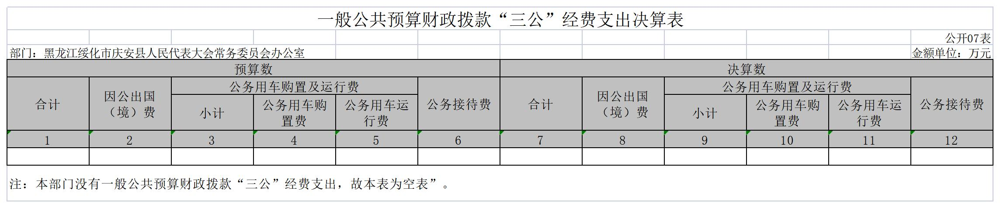 一般公共预算财政拨款“三公”经费支出决算表
公开07表
部门：黑龙江绥化市庆安县人民代表大会常务委员会办公室 金额单位：万元
预算数 决算数
合计 因公出国（境）费 公务用车购置及运行费 公务接待费 合计 因公出国（境）费 公务用车购置及运行费 公务接待费
小计 公务用车购置费 公务用车运行费 小计 公务用车购置费 公务用车运行费
1 2 3 4 5 6 7 8 9 10 11 12
注：本部门没有一般公共预算财政拨款“三公”经费支出，故本表为空表”。